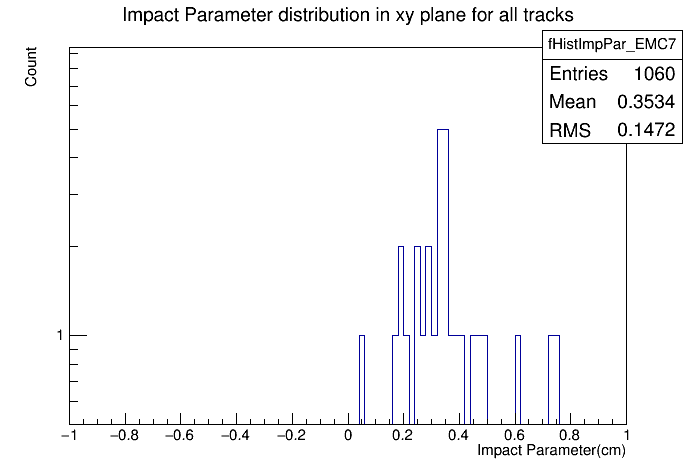 Impact Parameter distribution in xy plane for all tracks
Count
fHistImpPar_EMC7
Entries 1060
Mean 0.3534
RMS 0.1472
1
−1 −0.8 −0.6 −0.4 −0.2 0 0.2 0.4 0.6 0.8 1
Impact Parameter(cm)